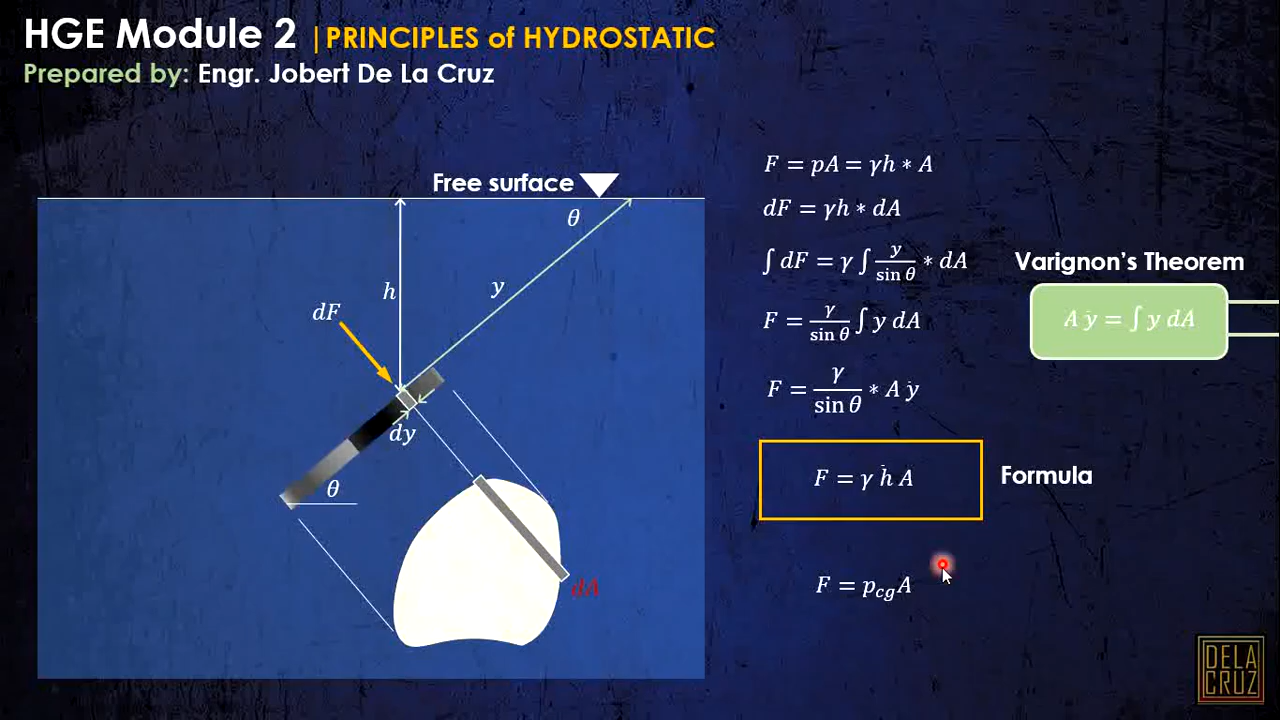 HGE Module 2 | PRINCIPLES of HYDROSTATIC
Prepared by: Engr. Jobert De La Cruz
Free surface
θ
h
y
dF
dy
θ
dA
F = pA = γh * A
dF = γh * dA
∫ dF = γ ∫ y/sin θ * dA
F = γ/sin θ ∫ y dA
F = γ/sin θ * A ȳ
F = γ h̄ A
Formula
F = p_cg A
Varignon's Theorem
A ȳ = ∫ y dA
DELA
CRUZ